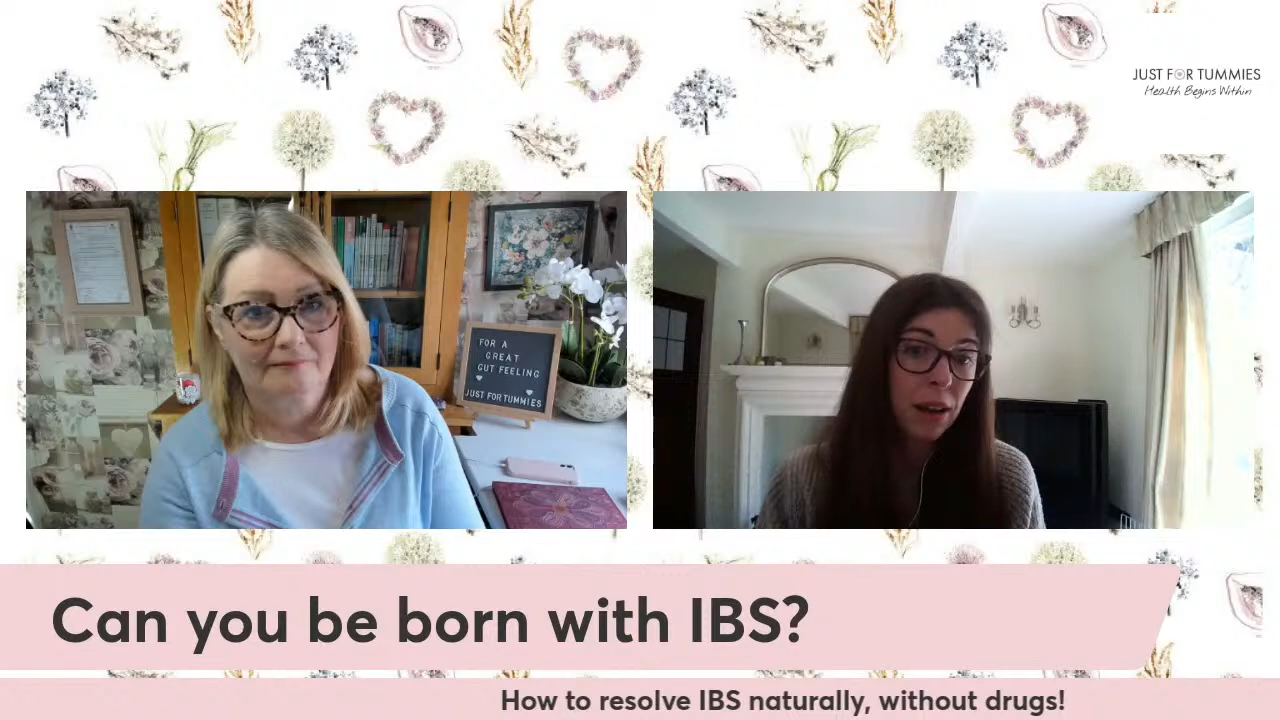 JUST FOR TUMMIES
Health Begins Within
FOR A
GREAT
GUT FEELING
JUST FOR TUMMIES
Can you be born with IBS?
How to resolve IBS naturally, without drugs!